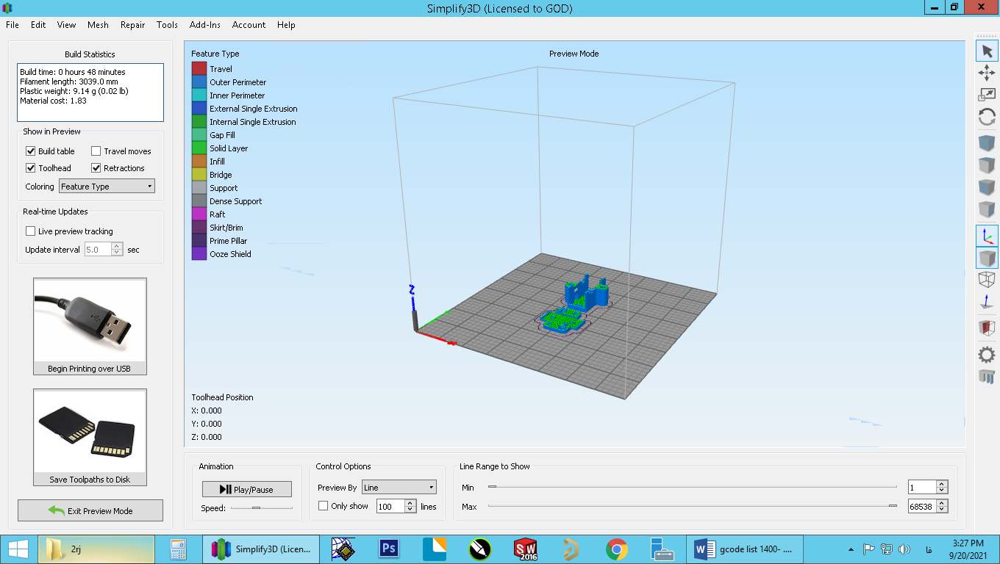 Simplify3D (Licensed to GOD)
File Edit View Mesh Repair Tools Add-Ins Account Help
Build Statistics
Build time: 0 hours 48 minutes
Filament length: 3039.0 mm
Plastic weight: 9.14 g (0.02 lb)
Material cost: 1.83
Show in Preview
Build table Travel moves
Toolhead Retractions
Coloring Feature Type
Real-time Updates
Live preview tracking
Update interval 5.0 sec
Begin Printing over USB
Save Toolpaths to Disk
Exit Preview Mode
Feature Type
Travel
Outer Perimeter
Inner Perimeter
External Single Extrusion
Internal Single Extrusion
Gap Fill
Solid Layer
Infill
Bridge
Support
Dense Support
Raft
Skirt/Brim
Prime Pillar
Ooze Shield
Preview Mode
Z
Toolhead Position
X: 0.000
Y: 0.000
Z: 0.000
Animation
Play/Pause
Speed:
Control Options
Preview By Line
Only show 100 lines
Line Range to Show
Min 1
Max 68538
2rj
Simplify3D (Licen...
Ps
SW
2016
W
gcode list 1400- ....
فا
3:27 PM
9/20/2021